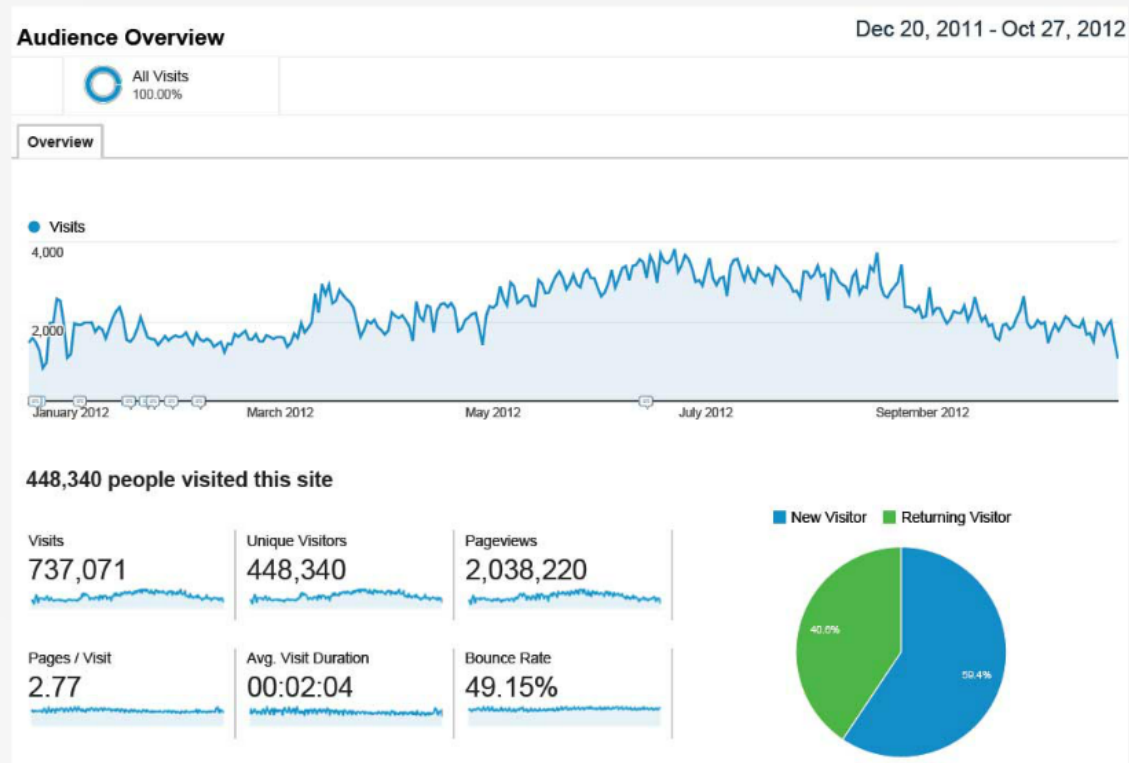 Audience Overview
Dec 20, 2011 - Oct 27, 2012
All Visits
100.00%
Overview
Visits
4,000
2,000
January 2012
March 2012
May 2012
July 2012
September 2012
448,340 people visited this site
Visits
737,071
Unique Visitors
448,340
Pageviews
2,038,220
Pages / Visit
2.77
Avg. Visit Duration
00:02:04
Bounce Rate
49.15%
New Visitor
Returning Visitor
40.6%
59.4%